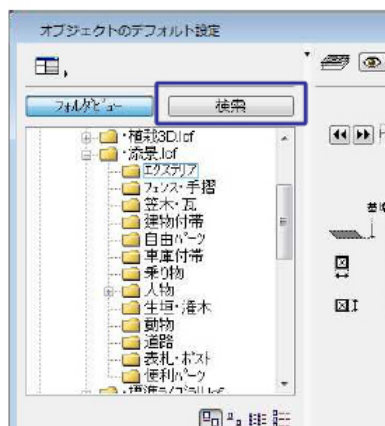 オブジェクトのデフォルト設定
フォルダビュー 検索
・植栽3D.lcf
・添景.lcf
エクステリア
フェンス・手摺
笠木・瓦
建物付帯
自由パーツ
車庫付帯
乗り物
人物
生垣・潅木
動物
道路
表札・ポスト
便利パーツ